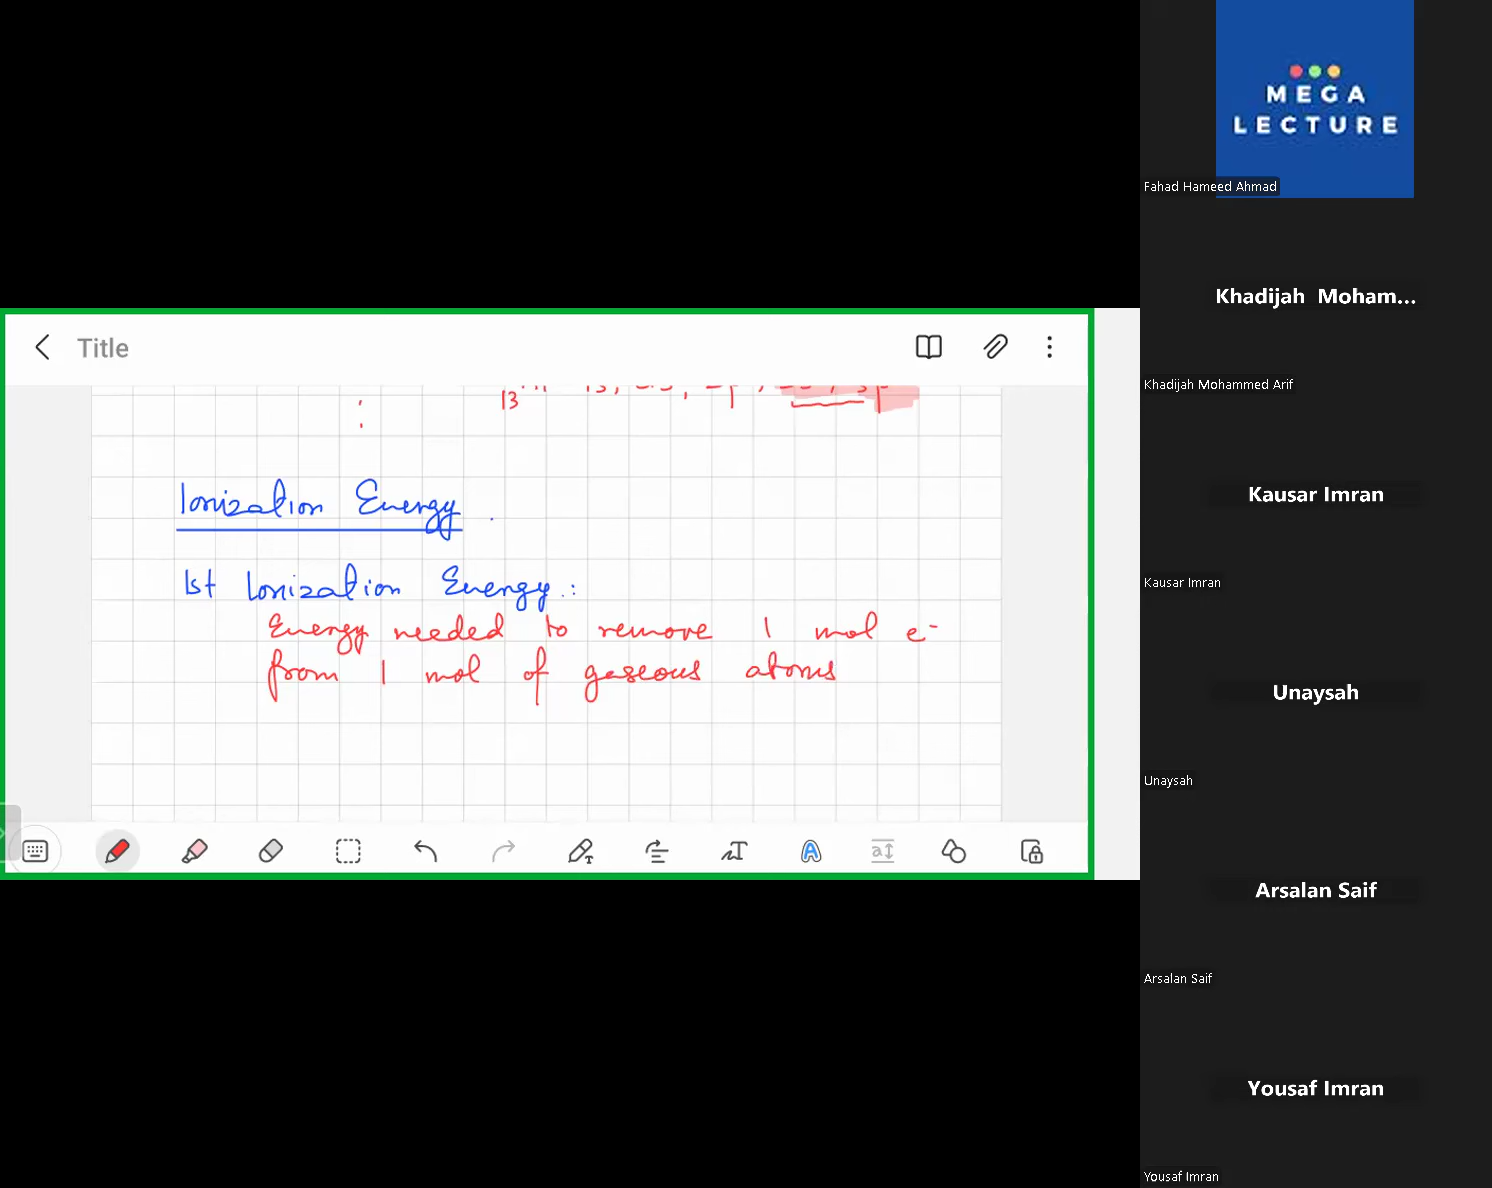 MEGA
LECTURE
Fahad Hameed Ahmad
Khadijah Moham...
Khadijah Mohammed Arif
Title
13
Ionization Energy
Kausar Imran
1st Ionization Energy:
Kausar Imran
Energy needed to remove 1 mol e-
from 1 mol of gaseous atoms
Unaysah
Unaysah
Arsalan Saif
Arsalan Saif
Yousaf Imran
Yousaf Imran